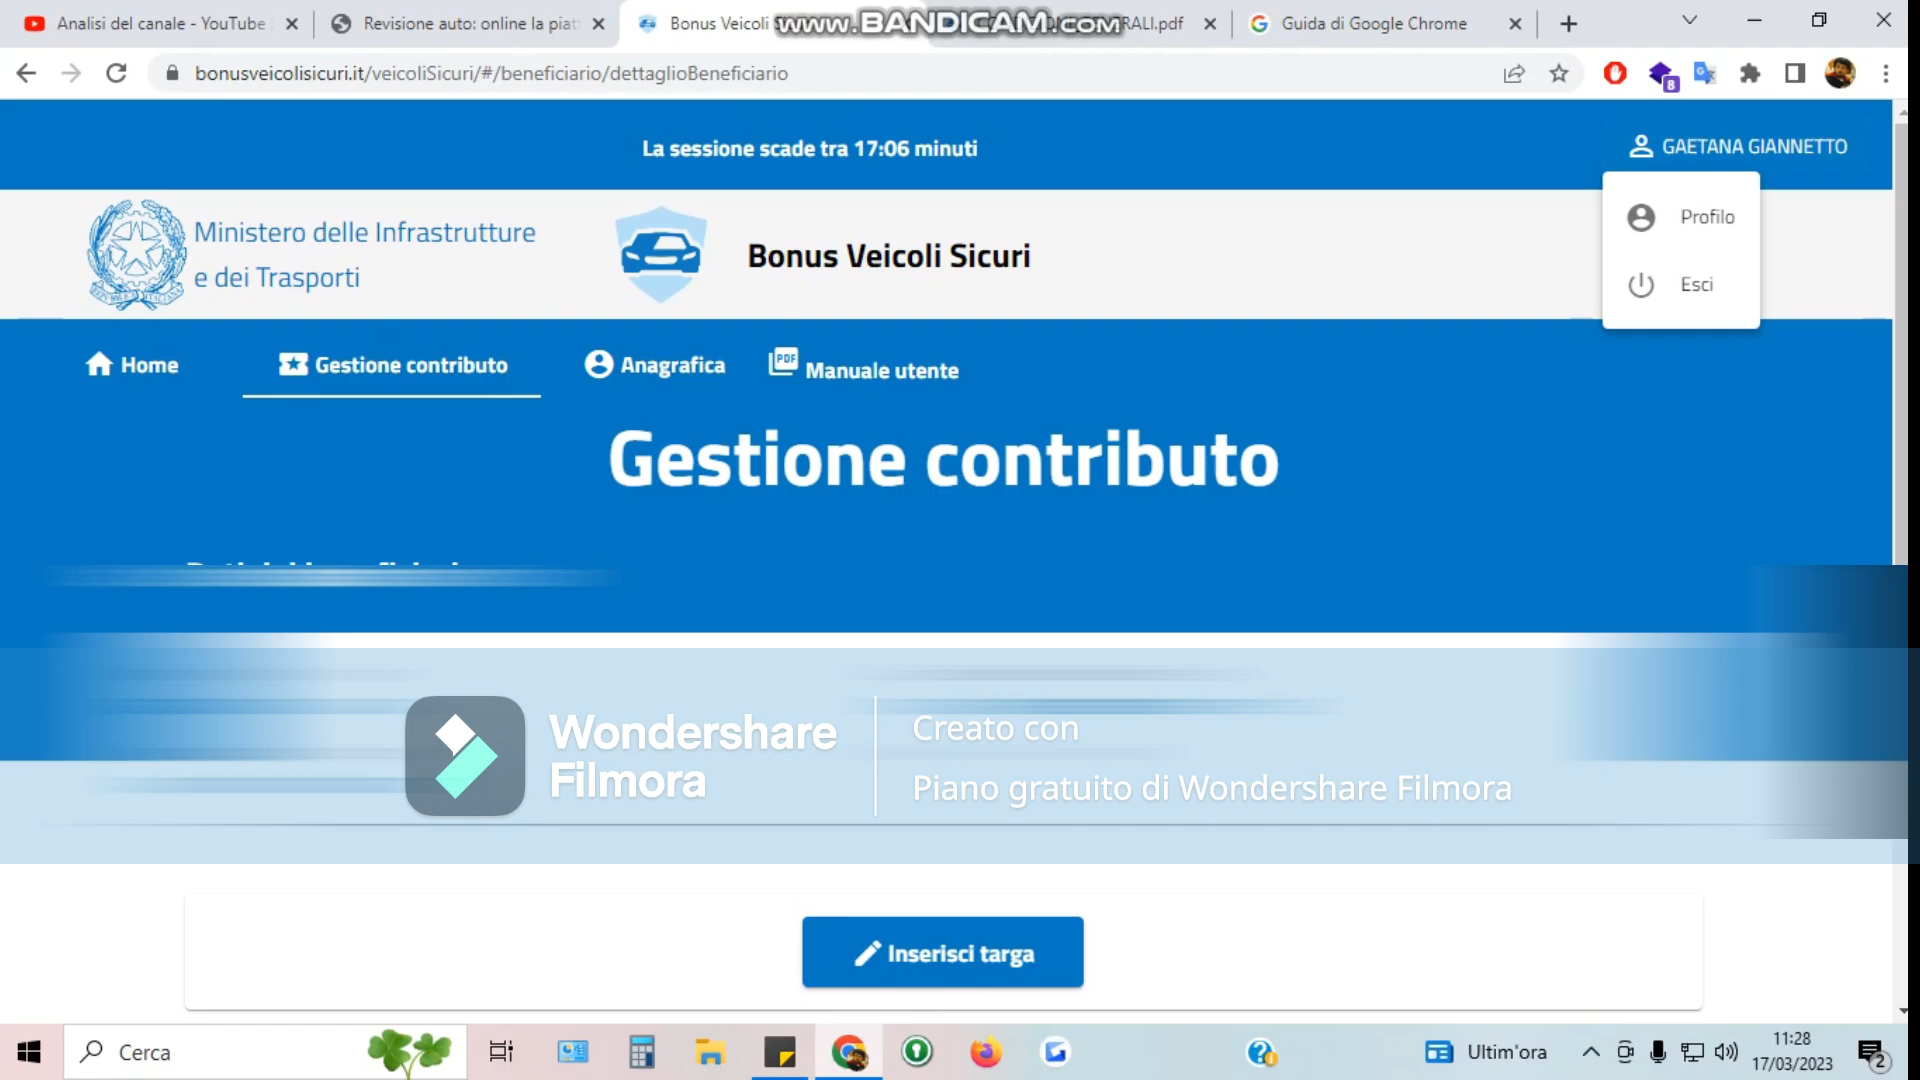 Analisi del canale - YouTube
Revisione auto: online la piat
Bonus Veicoli
www.BANDICAM.com
RALI.pdf
Guida di Google Chrome
bonusveicolisicuri.it/veicoliSicuri/#/beneficiario/dettaglioBeneficiario
8
La sessione scade tra 17:06 minuti
GAETANA GIANNETTO
Profilo
Esci
Ministero delle Infrastrutture
e dei Trasporti
Bonus Veicoli Sicuri
Home
Gestione contributo
Anagrafica
PDF
Manuale utente
Gestione contributo
Wondershare
Filmora
Creato con
Piano gratuito di Wondershare Filmora
Inserisci targa
Cerca
Ultim'ora
11:28
17/03/2023
2